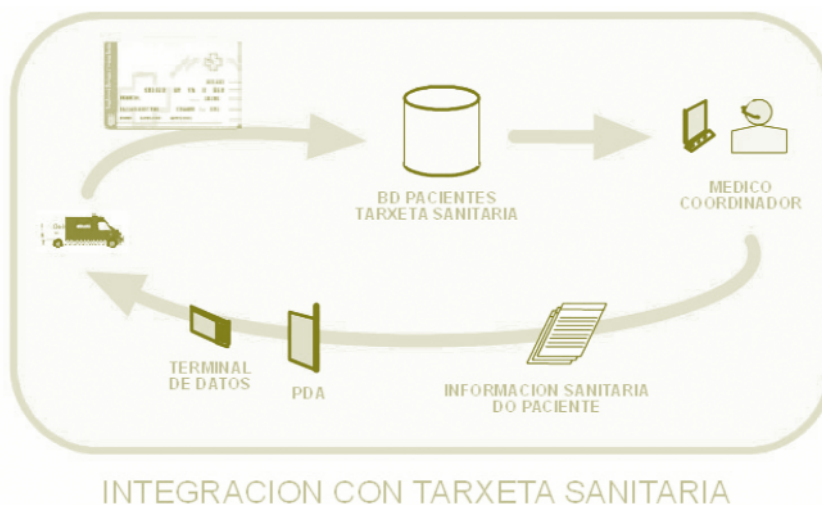 BD PACIENTES
TARXETA SANITARIA
MEDICO
COORDINADOR
TERMINAL
DE DATOS
PDA
INFORMACION SANITARIA
DO PACIENTE
INTEGRACION CON TARXETA SANITARIA